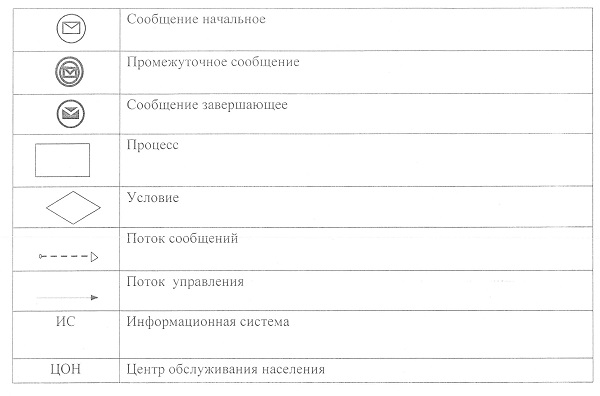 Сообщение начальное
Промежуточное сообщение
Сообщение завершающее
Процесс
Условие
Поток сообщений
Поток управления
ИС Информационная система
ЦОН Центр обслуживания населения